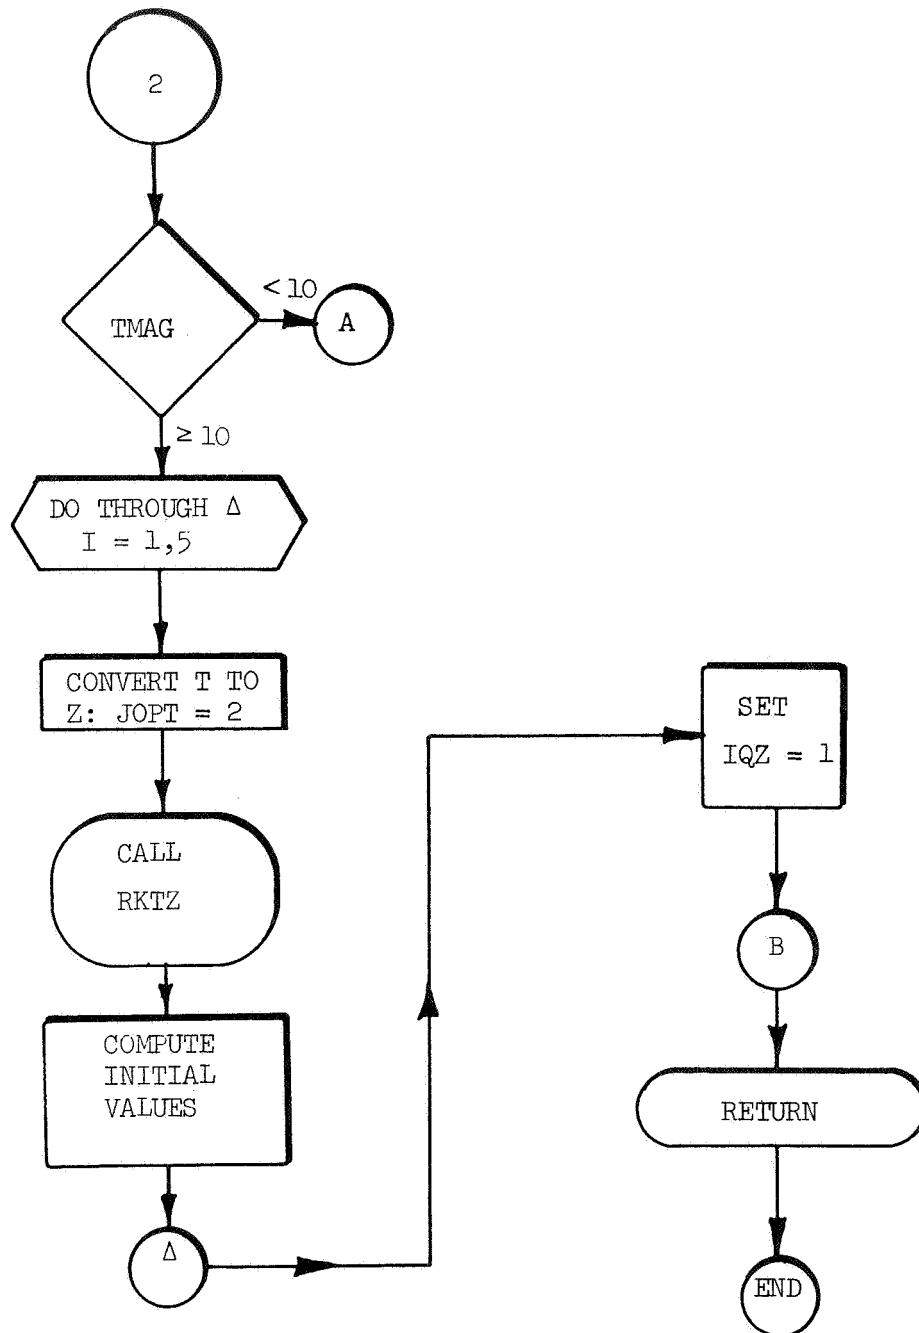 2
TMAG
< 10
A
≥ 10
DO THROUGH Δ
I = 1,5
CONVERT T TO
Z: JOPT = 2
CALL
RKTZ
COMPUTE
INITIAL
VALUES
Δ
SET
IQZ = 1
B
RETURN
END